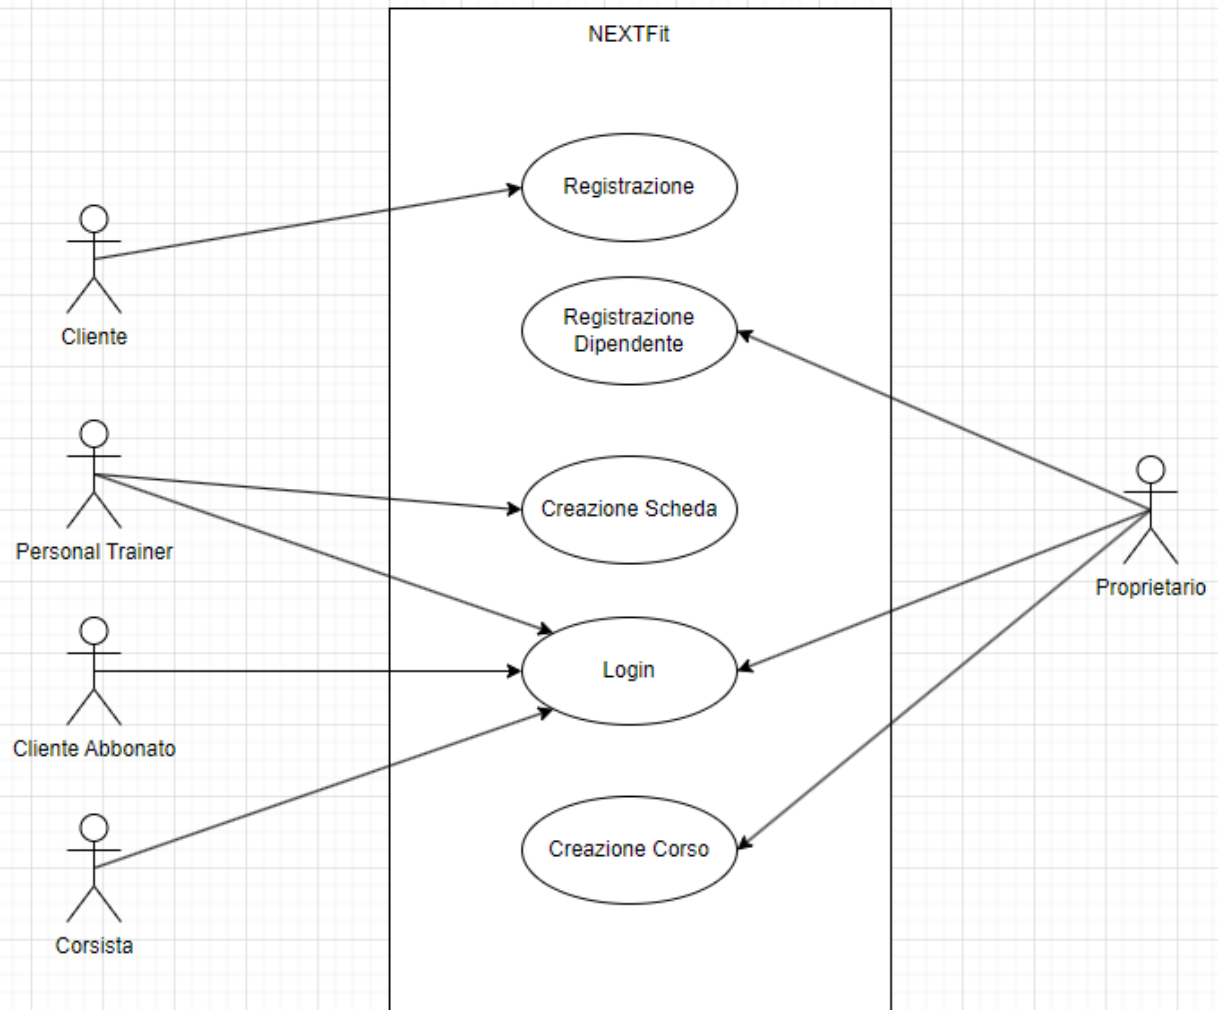 NEXTFit
Registrazione
Cliente
Registrazione
Dipendente
Creazione Scheda
Personal Trainer
Proprietario
Login
Cliente Abbonato
Creazione Corso
Corsista